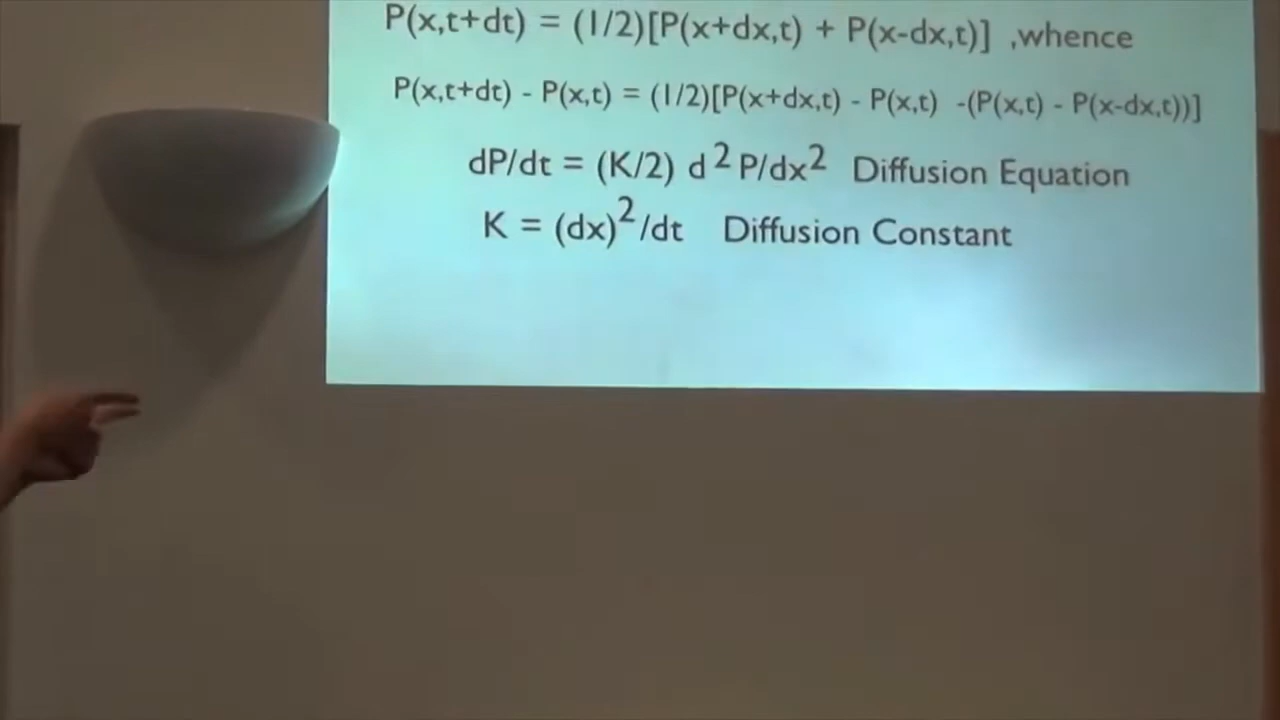 P(x,t+dt) = (1/2)[P(x+dx,t) + P(x-dx,t)] ,whence
P(x,t+dt) - P(x,t) = (1/2)[P(x+dx,t) - P(x,t) -(P(x,t) - P(x-dx,t))]
dP/dt = (K/2) d² P/dx² Diffusion Equation
K = (dx)²/dt Diffusion Constant